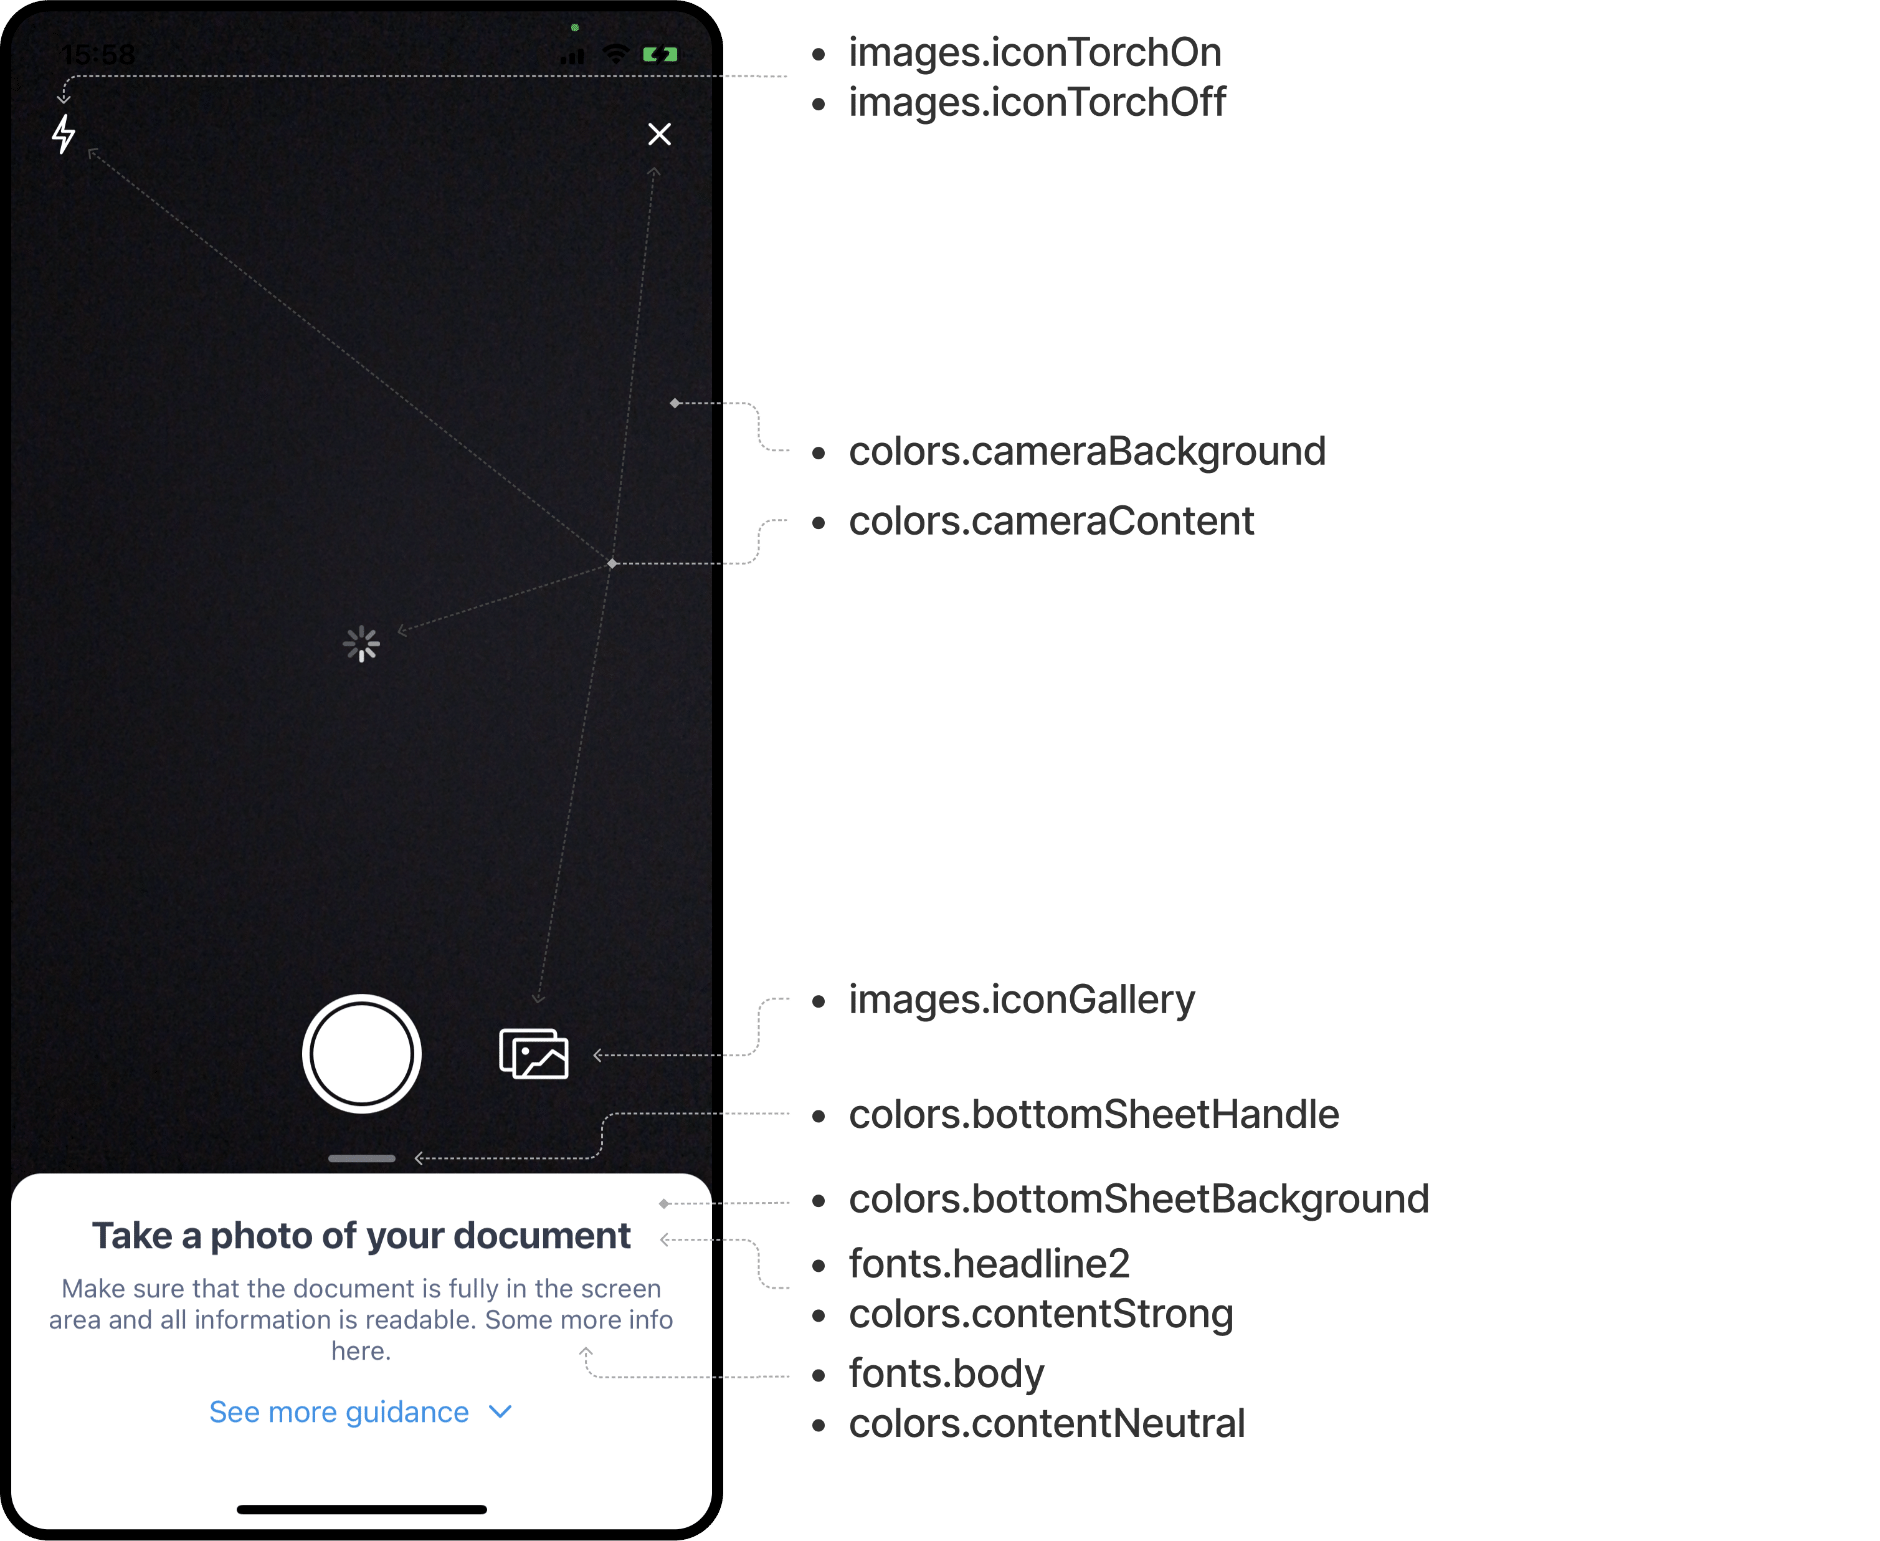 15:58
images.iconTorchOn
images.iconTorchOff
colors.cameraBackground
colors.cameraContent
images.iconGallery
colors.bottomSheetHandle
colors.bottomSheetBackground
Take a photo of your document
fonts.headline2
colors.contentStrong
Make sure that the document is fully in the screen
area and all information is readable. Some more info
here.
fonts.body
colors.contentNeutral
See more guidance